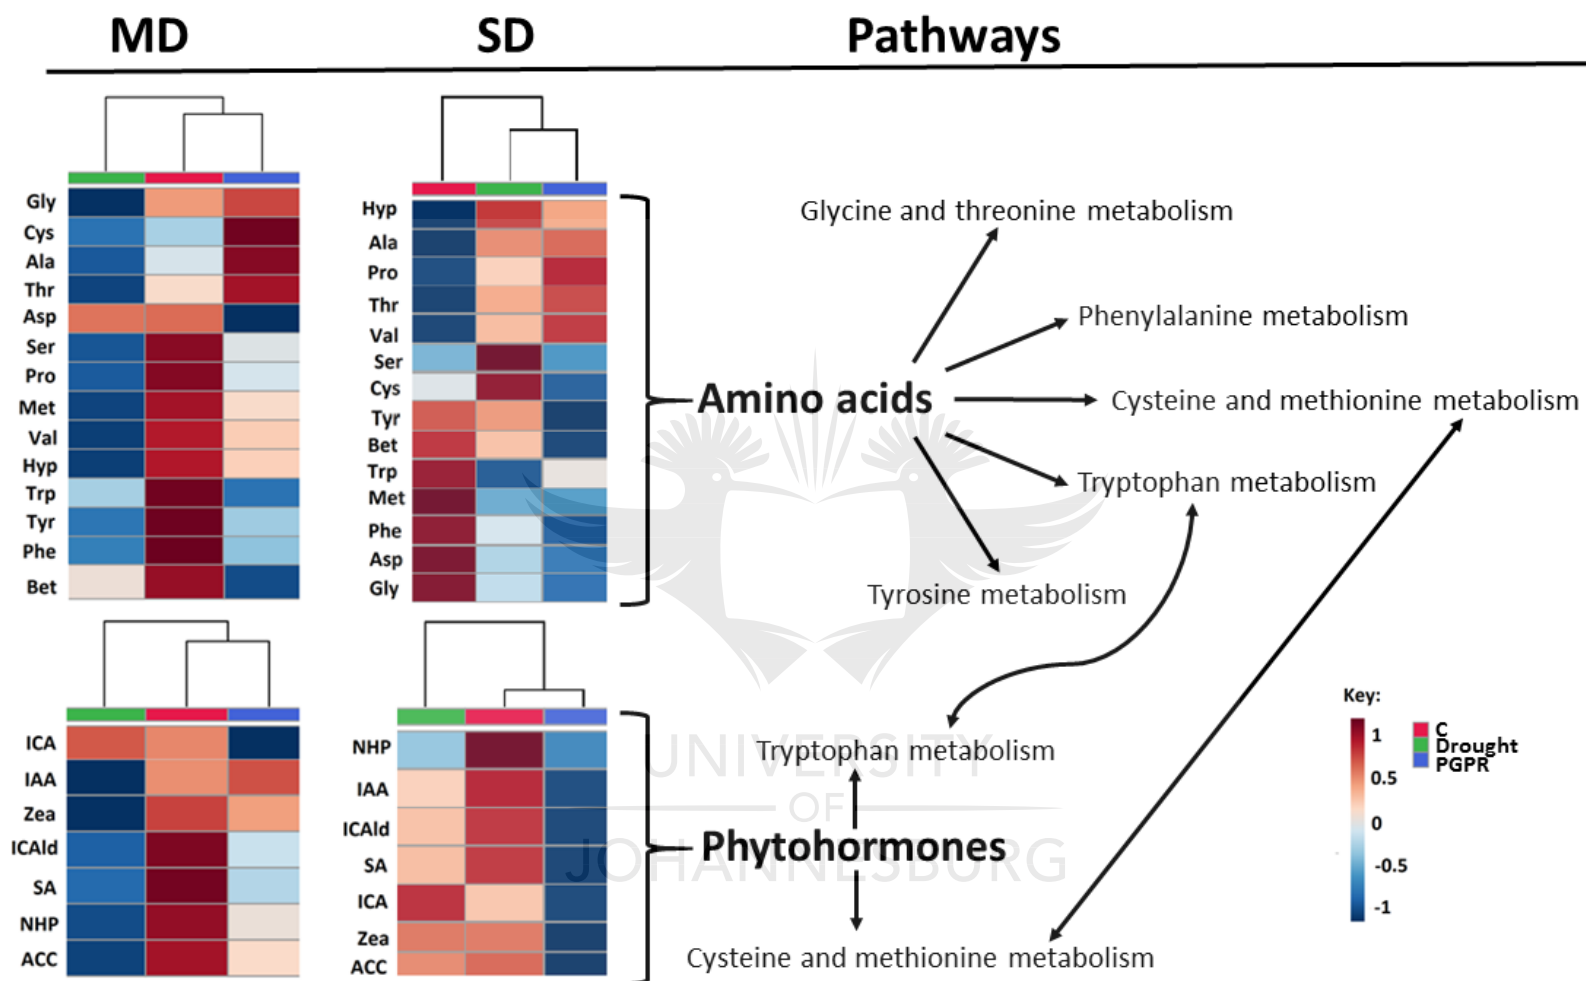 MD SD Pathways
Gly
Cys
Ala
Thr
Asp
Ser
Pro
Met
Val
Hyp
Trp
Tyr
Phe
Bet
Hyp
Ala
Pro
Thr
Val
Ser
Cys
Tyr
Bet
Trp
Met
Phe
Asp
Gly
Amino acids
Glycine and threonine metabolism
Phenylalanine metabolism
Cysteine and methionine metabolism
Tryptophan metabolism
Tyrosine metabolism
ICA
IAA
Zea
ICAld
SA
NHP
ACC
NHP
IAA
ICAld
SA
ICA
Zea
ACC
Tryptophan metabolism
Phytohormones
Cysteine and methionine metabolism
Key:
1
0.5
0
-0.5
-1
C
Drought
PGPR
UNIVERSITY
OF
JOHANNESBURG